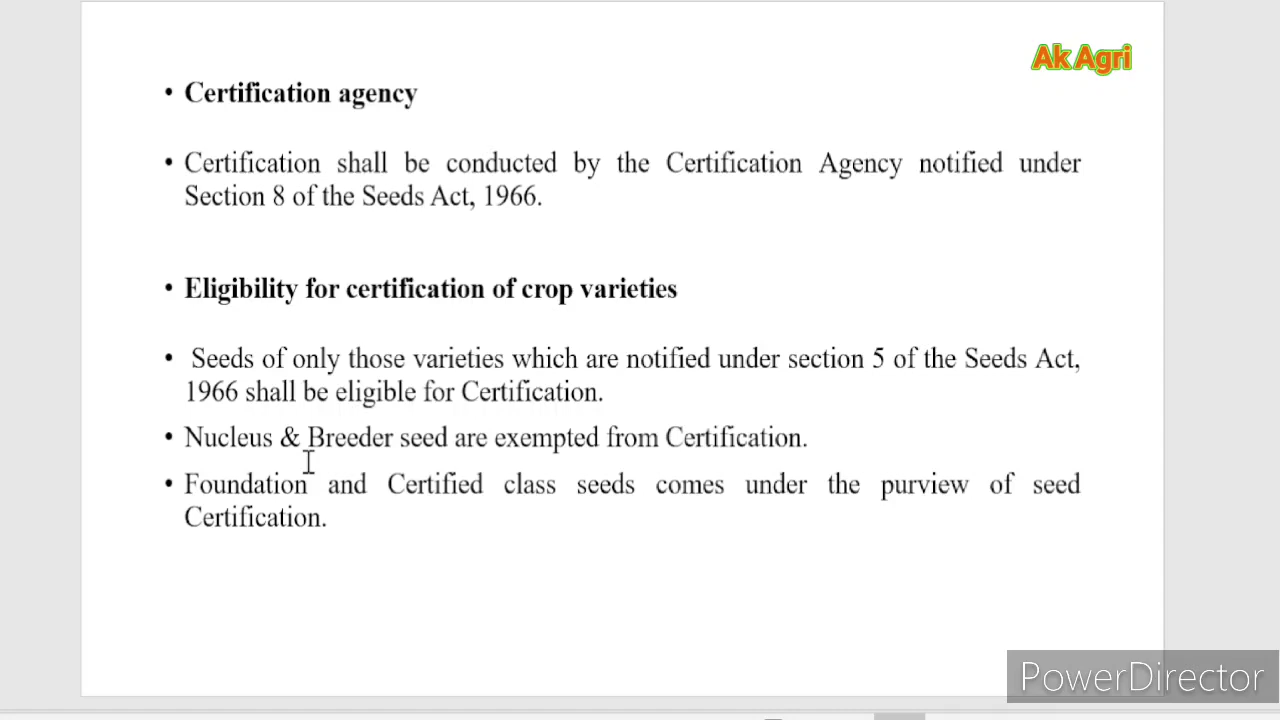 Ak Agri
• Certification agency
• Certification shall be conducted by the Certification Agency notified under
Section 8 of the Seeds Act, 1966.
• Eligibility for certification of crop varieties
• Seeds of only those varieties which are notified under section 5 of the Seeds Act,
1966 shall be eligible for Certification.
• Nucleus & Breeder seed are exempted from Certification.
• Foundation and Certified class seeds comes under the purview of seed
Certification.
PowerDirector